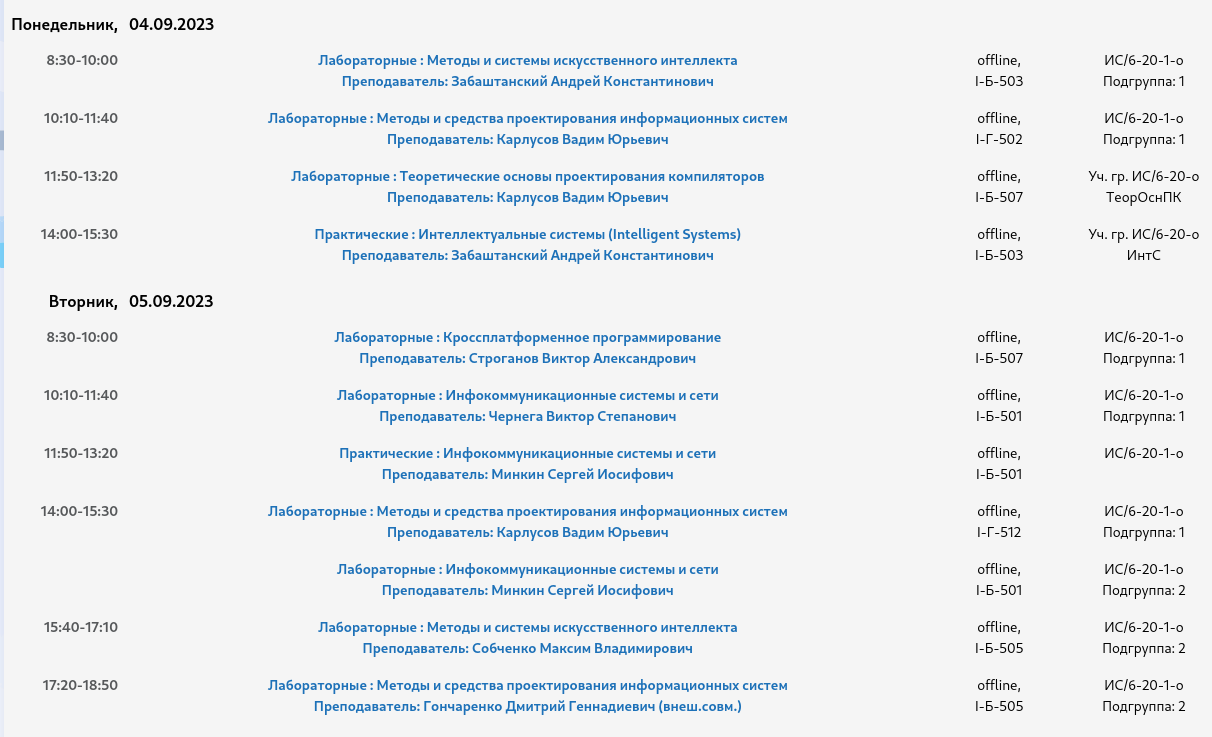 Понедельник, 04.09.2023
8:30-10:00 Лабораторные : Методы и системы искусственного интеллекта offline, ИС/6-20-1-о
Преподаватель: Забаштанский Андрей Константинович I-Б-503 Подгруппа: 1
10:10-11:40 Лабораторные : Методы и средства проектирования информационных систем offline, ИС/6-20-1-о
Преподаватель: Карлусов Вадим Юрьевич I-Г-502 Подгруппа: 1
11:50-13:20 Лабораторные : Теоретические основы проектирования компиляторов offline, Уч. гр. ИС/6-20-о
Преподаватель: Карлусов Вадим Юрьевич I-Б-507 ТеорОснПК
14:00-15:30 Практические : Интеллектуальные системы (Intelligent Systems) offline, Уч. гр. ИС/6-20-о
Преподаватель: Забаштанский Андрей Константинович I-Б-503 ИнтС
Вторник, 05.09.2023
8:30-10:00 Лабораторные : Кроссплатформенное программирование offline, ИС/6-20-1-о
Преподаватель: Строганов Виктор Александрович I-Б-507 Подгруппа: 1
10:10-11:40 Лабораторные : Инфокоммуникационные системы и сети offline, ИС/6-20-1-о
Преподаватель: Чернега Виктор Степанович I-Б-501 Подгруппа: 1
11:50-13:20 Практические : Инфокоммуникационные системы и сети offline, ИС/6-20-1-о
Преподаватель: Минкин Сергей Иосифович I-Б-501
14:00-15:30 Лабораторные : Методы и средства проектирования информационных систем offline, ИС/6-20-1-о
Преподаватель: Карлусов Вадим Юрьевич I-Г-512 Подгруппа: 1
Лабораторные : Инфокоммуникационные системы и сети offline, ИС/6-20-1-о
Преподаватель: Минкин Сергей Иосифович I-Б-501 Подгруппа: 2
15:40-17:10 Лабораторные : Методы и системы искусственного интеллекта offline, ИС/6-20-1-о
Преподаватель: Собченко Максим Владимирович I-Б-505 Подгруппа: 2
17:20-18:50 Лабораторные : Методы и средства проектирования информационных систем offline, ИС/6-20-1-о
Преподаватель: Гончаренко Дмитрий Геннадиевич (внеш.совм.) I-Б-505 Подгруппа: 2